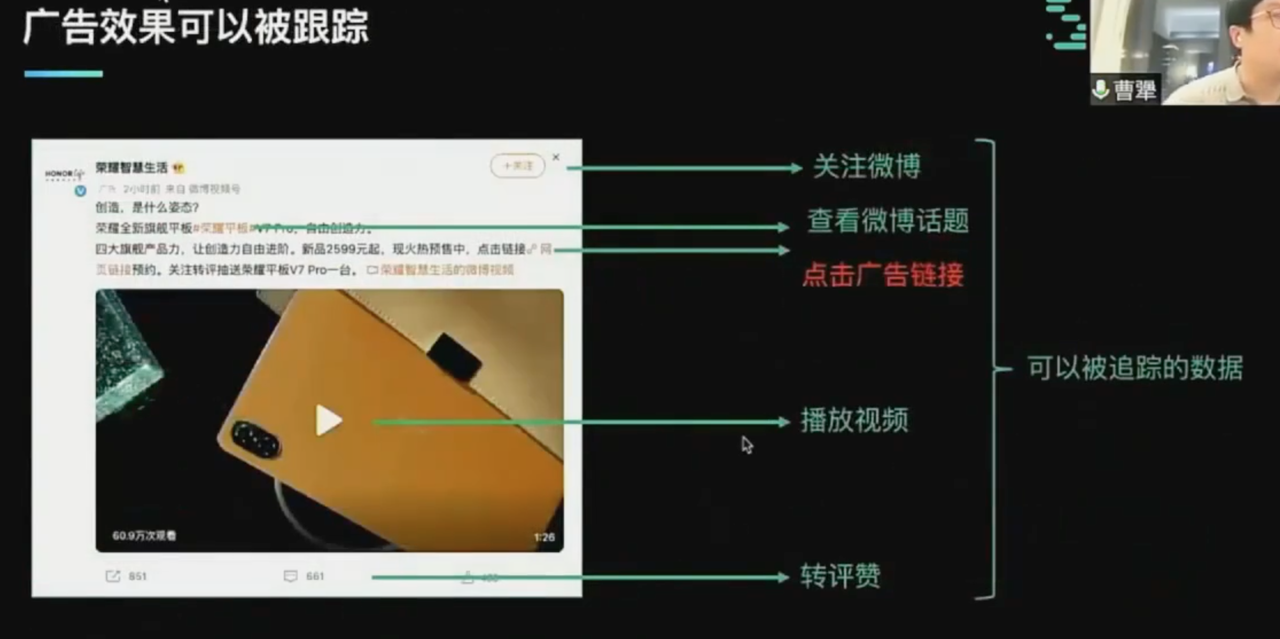 广告效果可以被跟踪
曹犟
HONOR
荣耀智慧生活
+关注
广告 2小时前 来自 微博视频号
创造，是什么姿态？
荣耀全新旗舰平板#荣耀平板#V7 Pro，自由创造力。
四大旗舰产品力，让创造力自由进阶。新品2599元起，现火热预售中，点击链接网
页链接预约。关注转评抽送荣耀平板V7 Pro一台。荣耀智慧生活的微博视频
60.9万次观看
1:26
851
661
关注微博
查看微博话题
点击广告链接
播放视频
转评赞
可以被追踪的数据